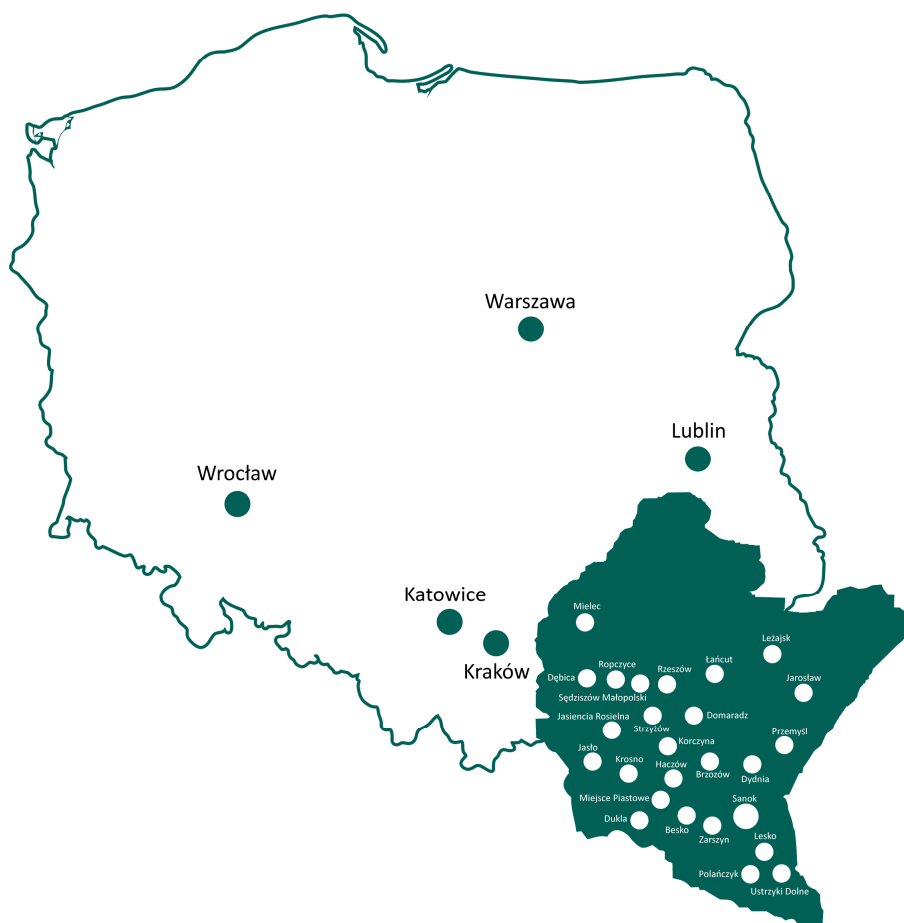 Warszawa
Lublin
Wrocław
Katowice
Kraków
Mielec
Leżajsk
Łańcut
Ropczyce
Rzeszów
Dębica
Jarosław
Sędziszów Małopolski
Jasiencia Rosielna
Domaradz
Strzyżów
Przemyśl
Korczyna
Jasło
Krosno
Haczów
Brzozów
Dydnia
Miejsce Piastowe
Sanok
Dukla
Besko
Zarszyn
Lesko
Polańczyk
Ustrzyki Dolne